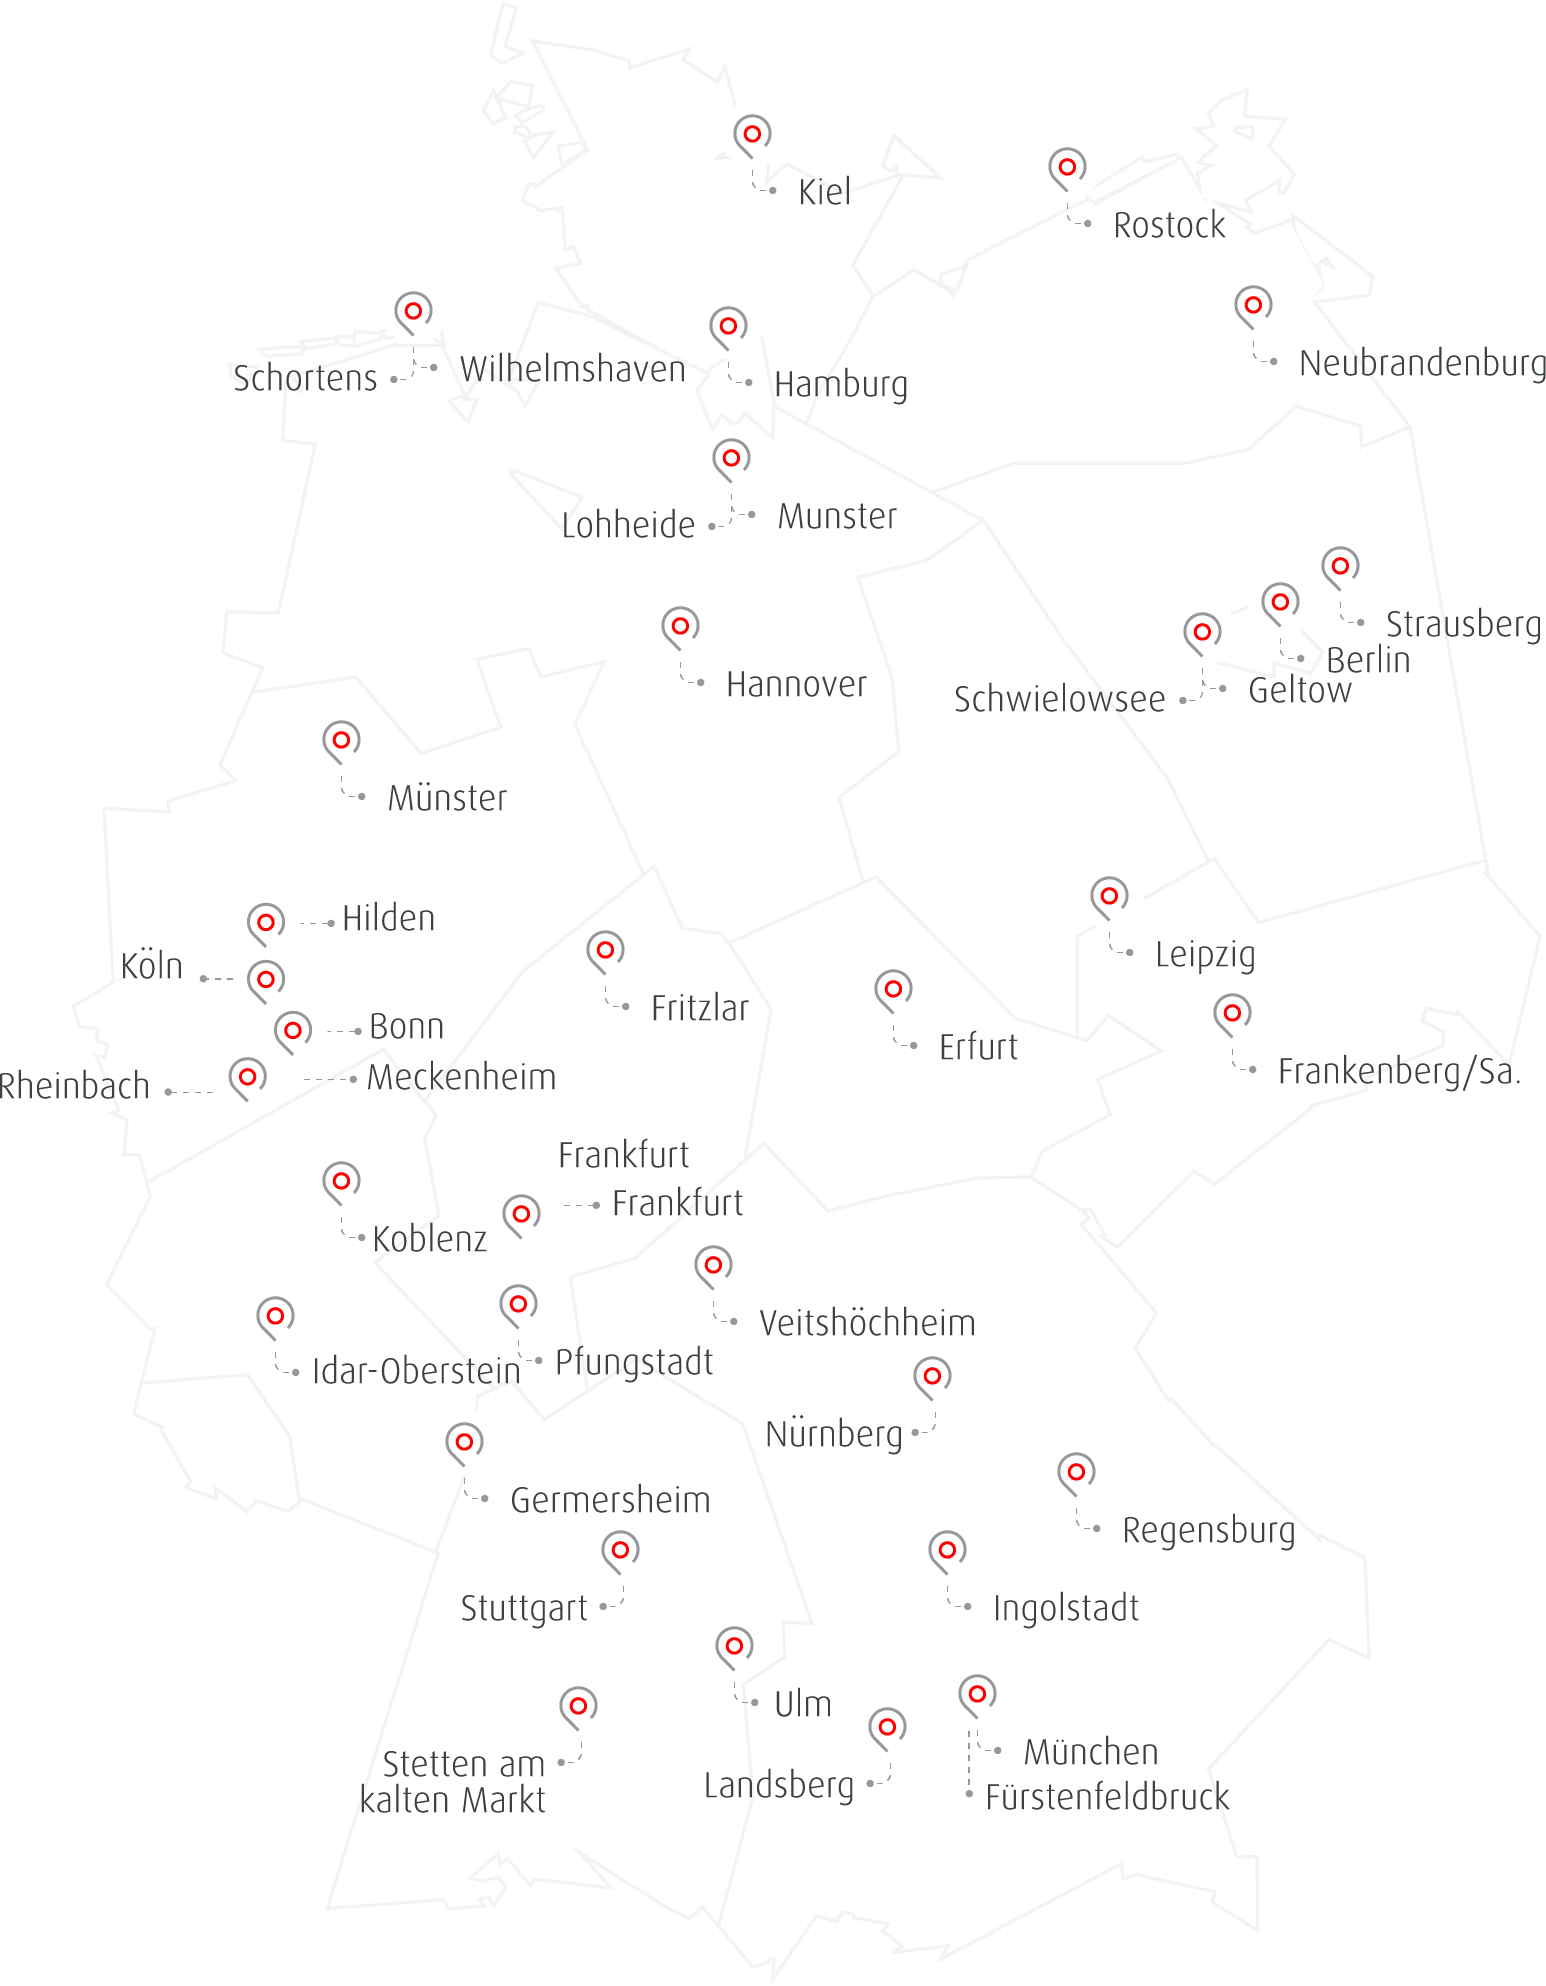 Kiel
Rostock
Schortens
Wilhelmshaven
Hamburg
Neubrandenburg
Lohheide
Munster
Strausberg
Berlin
Hannover
Schwielowsee
Geltow
Münster
Hilden
Köln
Leipzig
Fritzlar
Bonn
Erfurt
Meckenheim
Rheinbach
Frankenberg/Sa.
Frankfurt
Frankfurt
Koblenz
Veitshöchheim
Idar-Oberstein
Pfungstadt
Nürnberg
Germersheim
Regensburg
Stuttgart
Ingolstadt
Ulm
München
Stetten am
kalten Markt
Landsberg
Fürstenfeldbruck